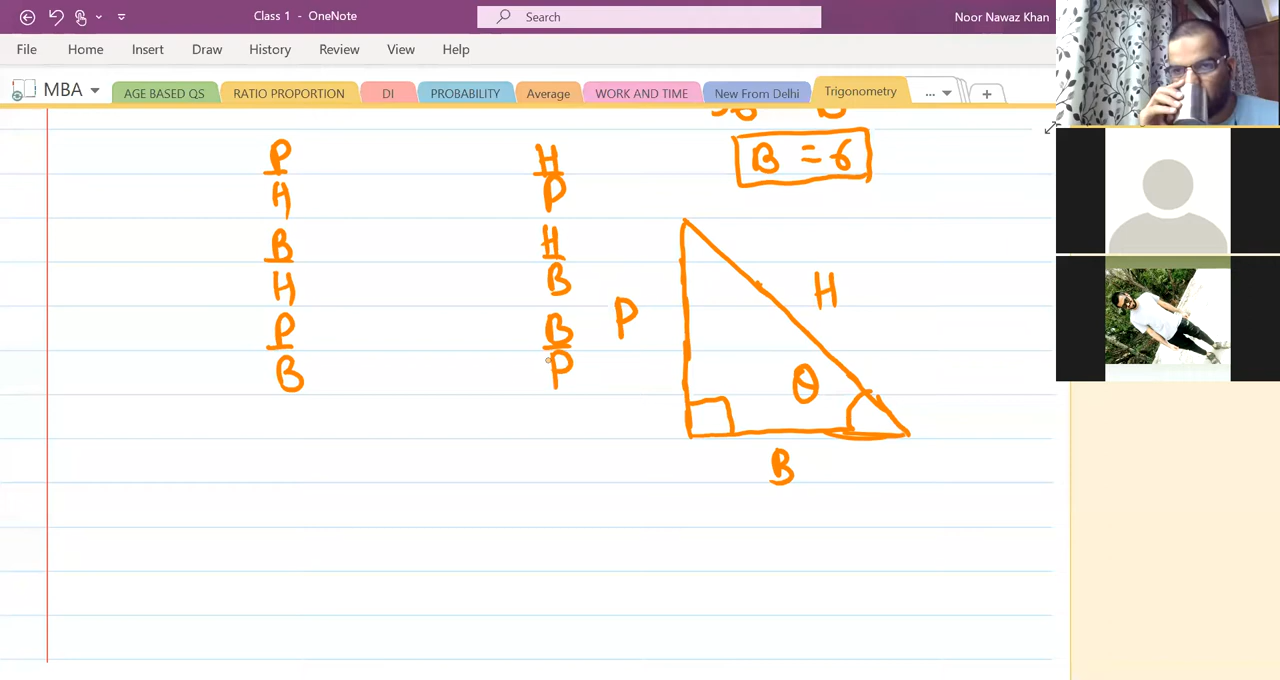 Class 1 - OneNote
Search
Noor Nawaz Khan
File Home Insert Draw History Review View Help
MBA
AGE BASED QS RATIO PROPORTION DI PROBABILITY Average WORK AND TIME New From Delhi Trigonometry ... +
B = 6
P H
H P
B H
H B
P B
B P
P
H
θ
B